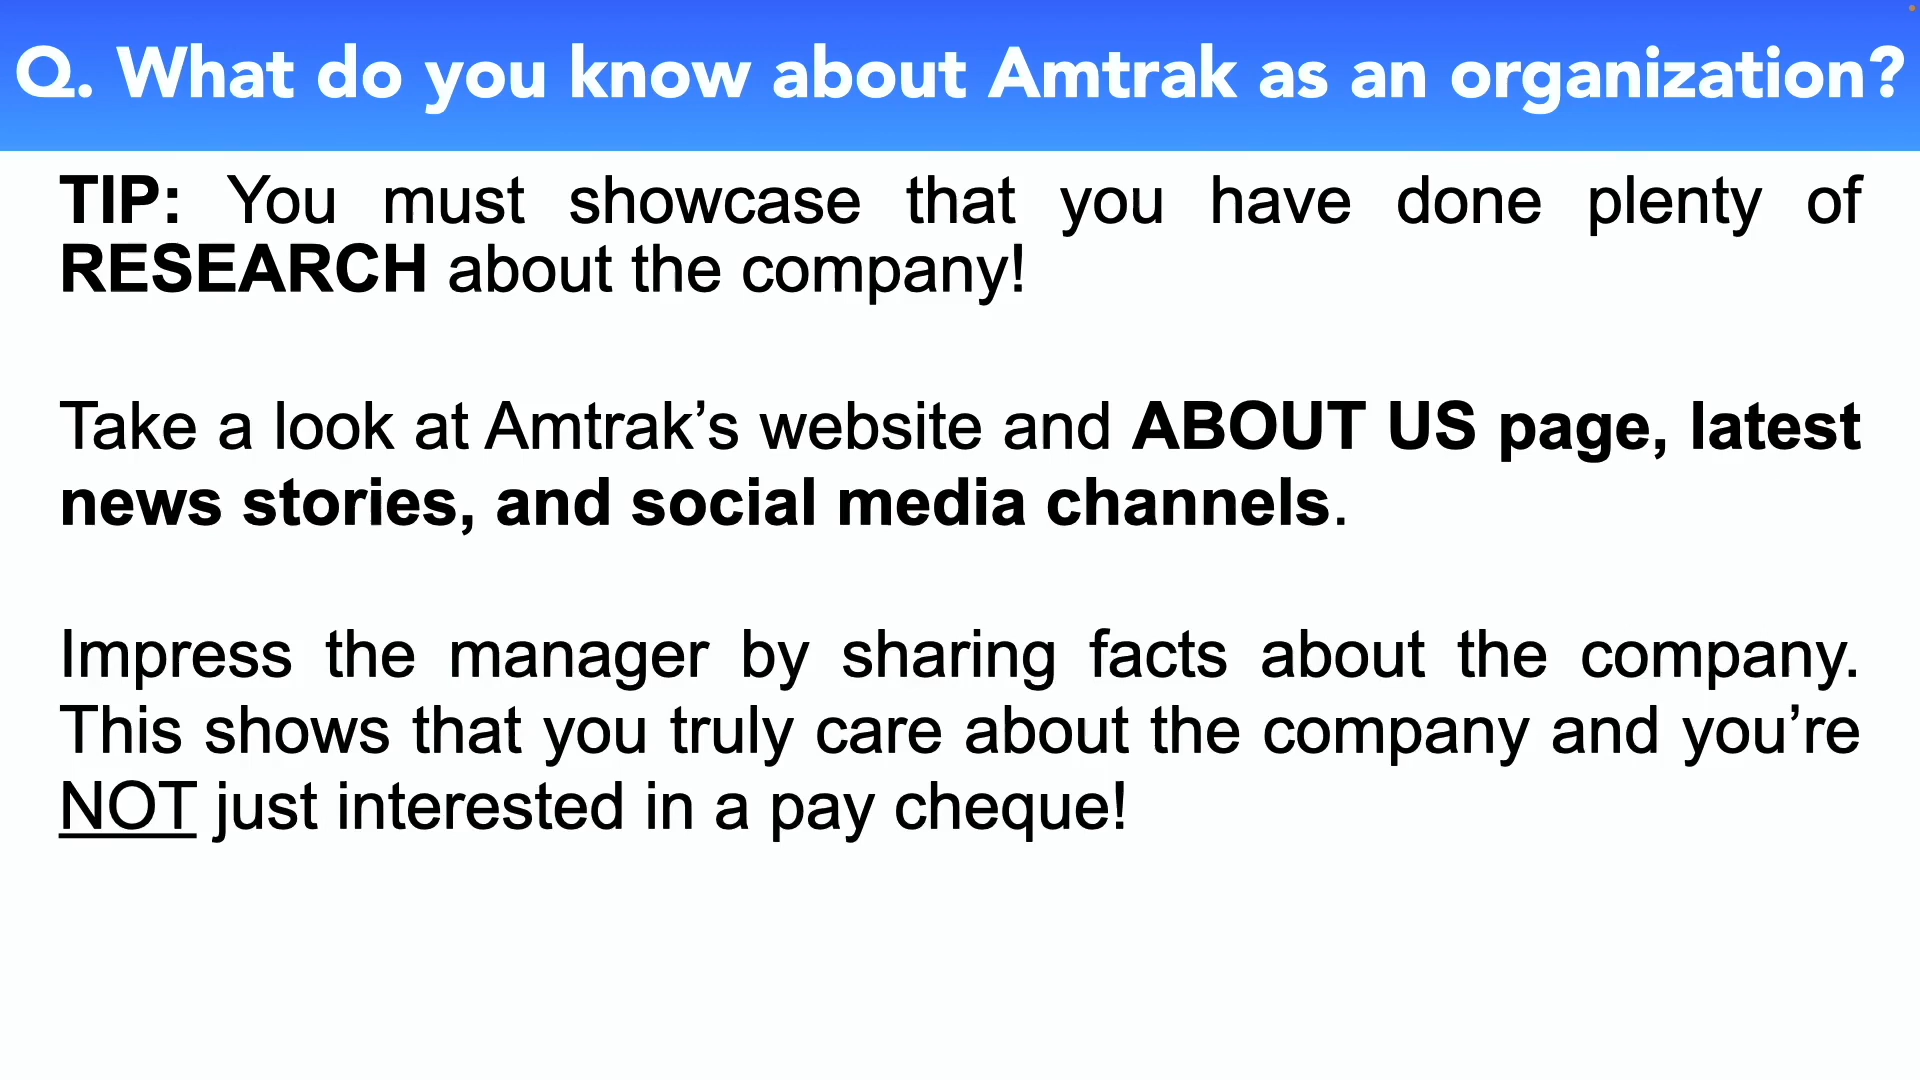 Q. What do you know about Amtrak as an organization?
TIP: You must showcase that you have done plenty of
RESEARCH about the company!
Take a look at Amtrak’s website and ABOUT US page, latest
news stories, and social media channels.
Impress the manager by sharing facts about the company.
This shows that you truly care about the company and you’re
NOT just interested in a pay cheque!